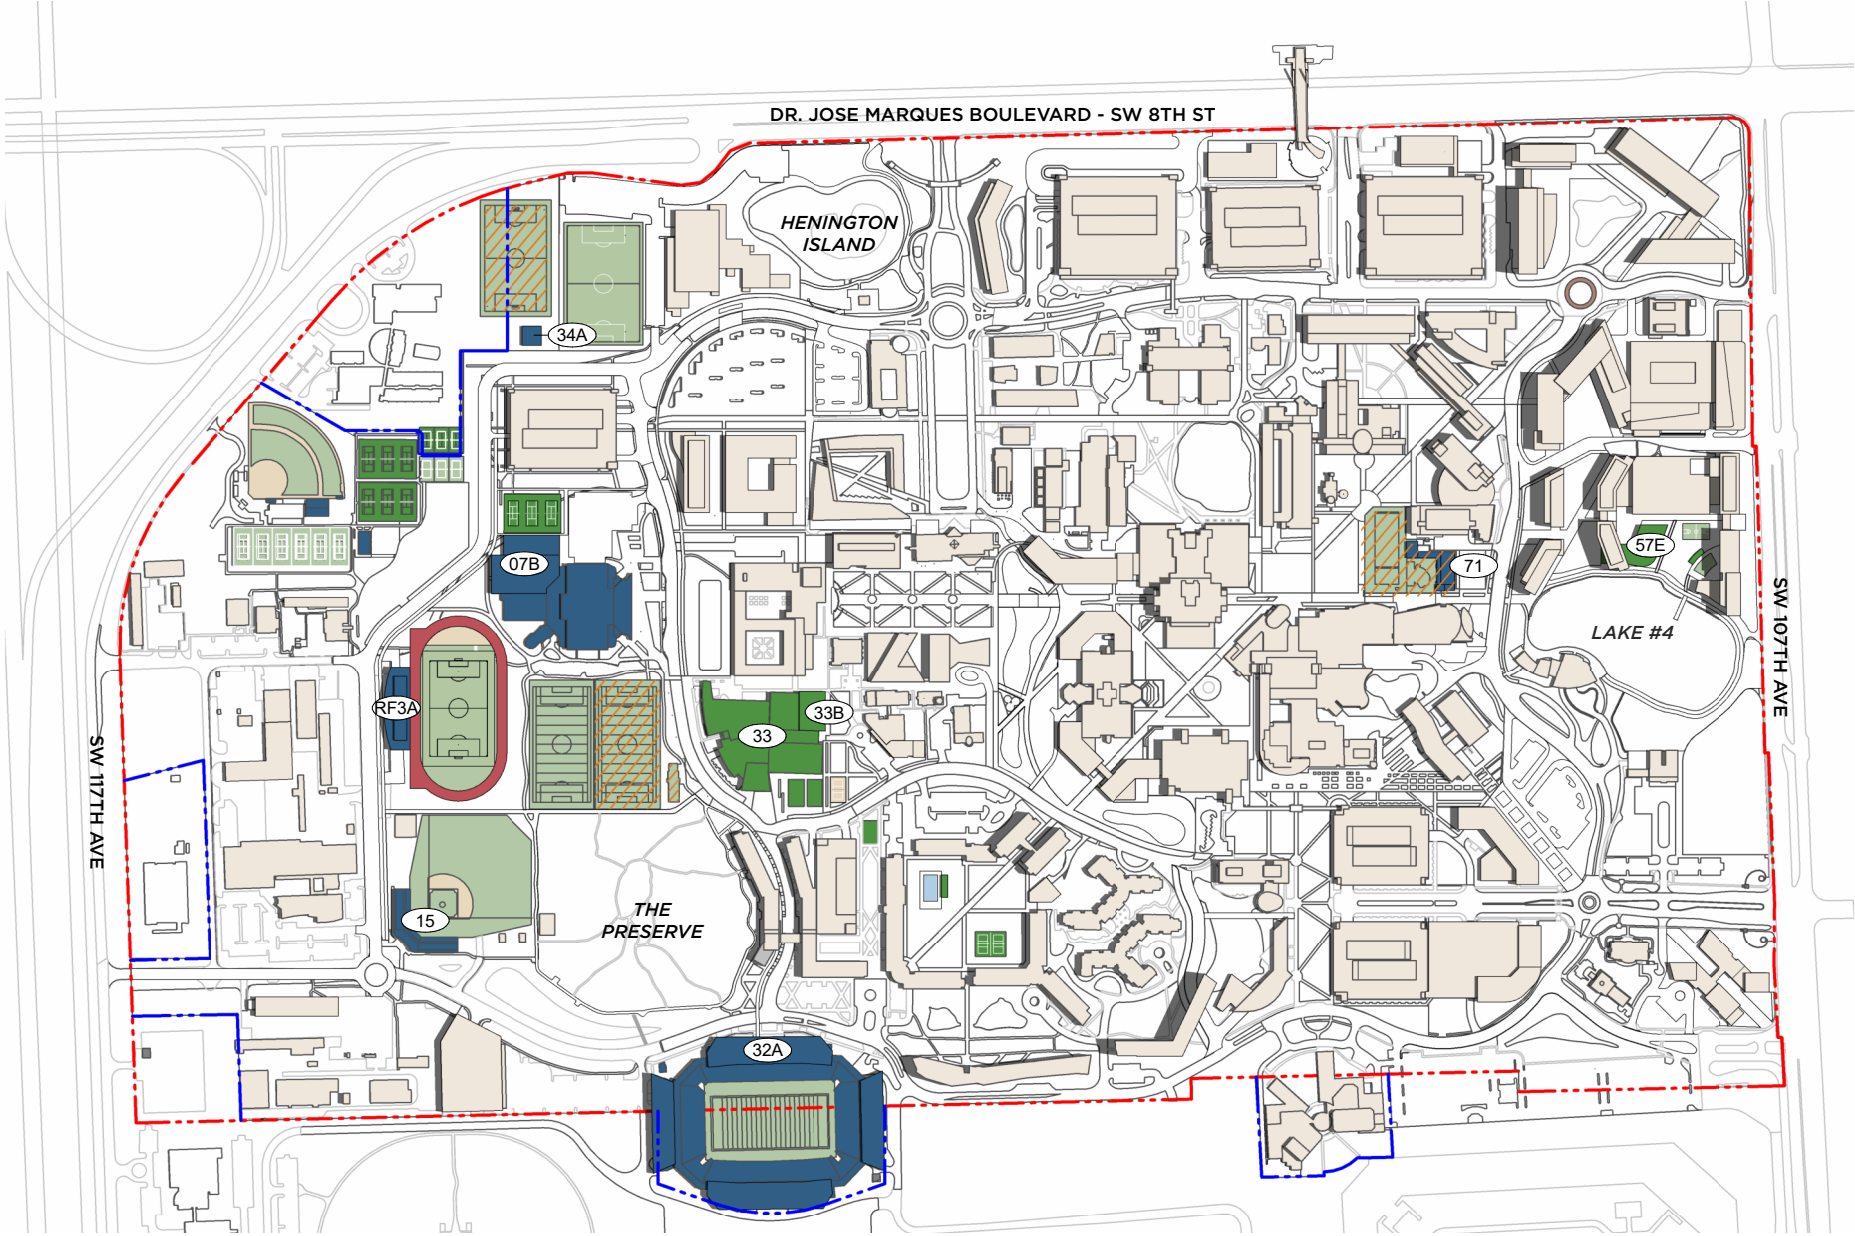 DR. JOSE MARQUES BOULEVARD - SW 8TH ST
HENINGTON
ISLAND
34A
07B
71
57E
LAKE #4
SW 107TH AVE
RF3A
33B
33
SW 117TH AVE
15
THE
PRESERVE
32A